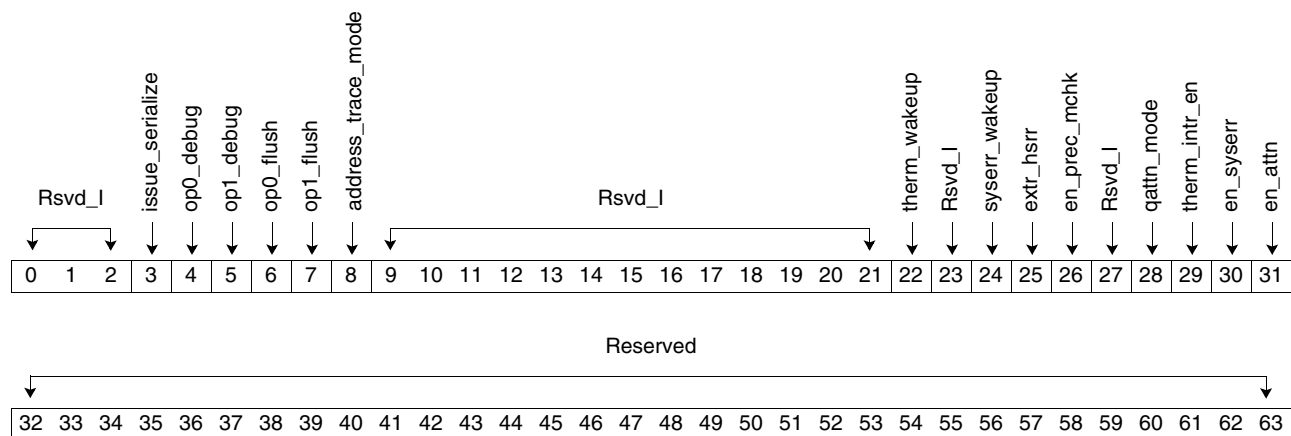 issue_serialize
op0_debug
op1_debug
op0_flush
op1_flush
address_trace_mode
therm_wakeup
Rsvd_I
syserr_wakeup
extr_hsrr
en_prec_mchk
Rsvd_I
qattn_mode
therm_intr_en
en_syserr
en_attn
Rsvd_I
Rsvd_I
0 1 2 3 4 5 6 7 8 9 10 11 12 13 14 15 16 17 18 19 20 21 22 23 24 25 26 27 28 29 30 31
Reserved
32 33 34 35 36 37 38 39 40 41 42 43 44 45 46 47 48 49 50 51 52 53 54 55 56 57 58 59 60 61 62 63